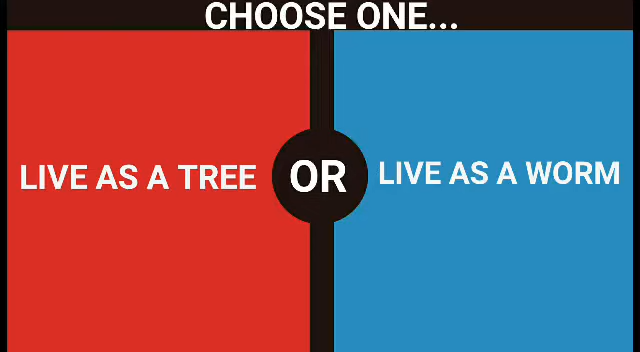 CHOOSE ONE...
LIVE AS A TREE
OR
LIVE AS A WORM